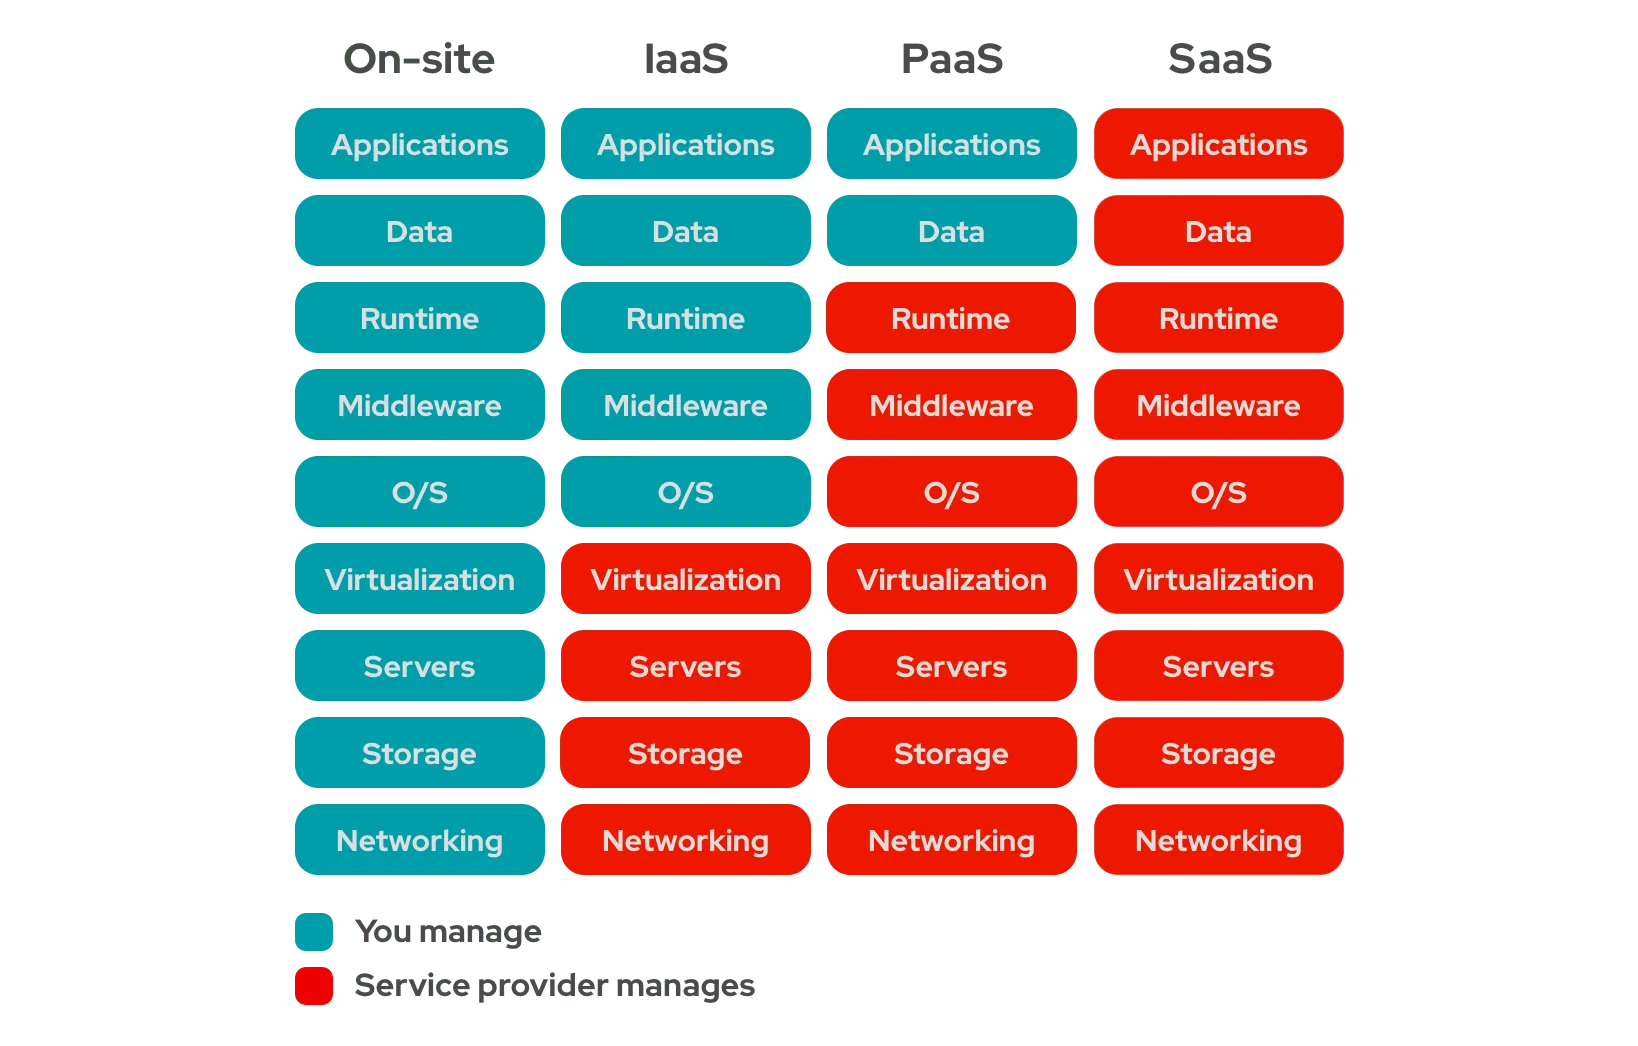 On-site IaaS PaaS SaaS
Applications Applications Applications Applications
Data Data Data Data
Runtime Runtime Runtime Runtime
Middleware Middleware Middleware Middleware
O/S O/S O/S O/S
Virtualization Virtualization Virtualization Virtualization
Servers Servers Servers Servers
Storage Storage Storage Storage
Networking Networking Networking Networking
You manage
Service provider manages